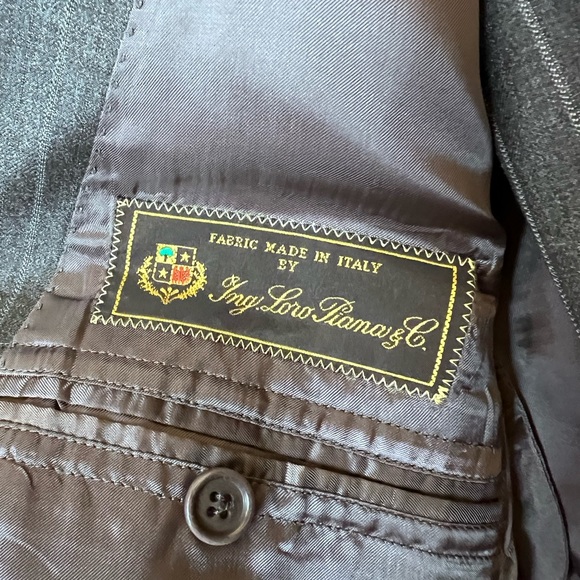 FABRIC MADE IN ITALY
BY
Ing. Loro Piana & C.